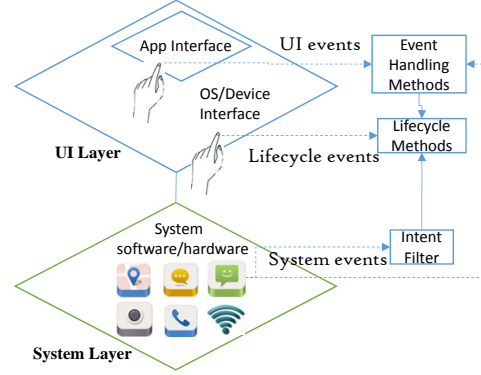 App Interface
UI events
Event
Handling
Methods
OS/Device
Interface
UI Layer
Lifecycle events
Lifecycle
Methods
System
software/hardware
System events
Intent
Filter
System Layer